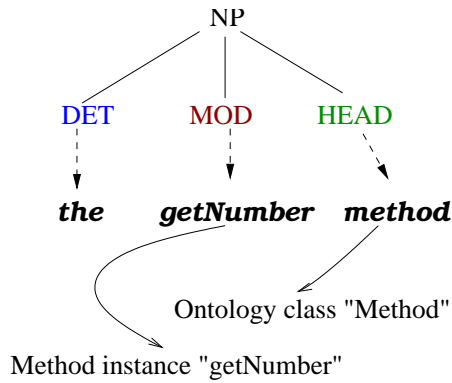 NP
DET MOD HEAD
the getNumber method
Ontology class "Method"
Method instance "getNumber"